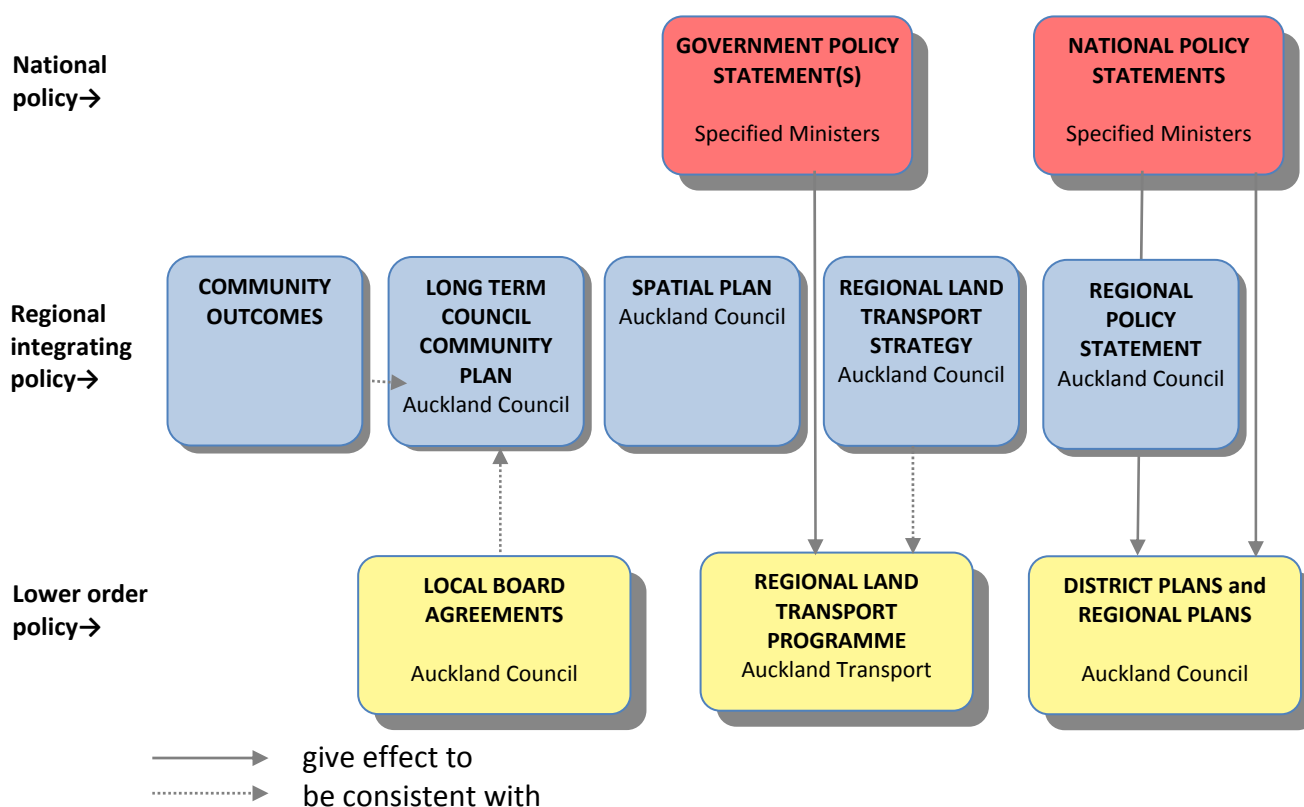 National
policy→
GOVERNMENT POLICY
STATEMENT(S)
Specified Ministers
NATIONAL POLICY
STATEMENTS
Specified Ministers
Regional
integrating
policy→
COMMUNITY
OUTCOMES
LONG TERM
COUNCIL
COMMUNITY
PLAN
Auckland Council
SPATIAL PLAN
Auckland Council
REGIONAL LAND
TRANSPORT
STRATEGY
Auckland Council
REGIONAL
POLICY
STATEMENT
Auckland Council
Lower order
policy→
LOCAL BOARD
AGREEMENTS
Auckland Council
REGIONAL LAND
TRANSPORT
PROGRAMME
Auckland Transport
DISTRICT PLANS and
REGIONAL PLANS
Auckland Council
give effect to
be consistent with